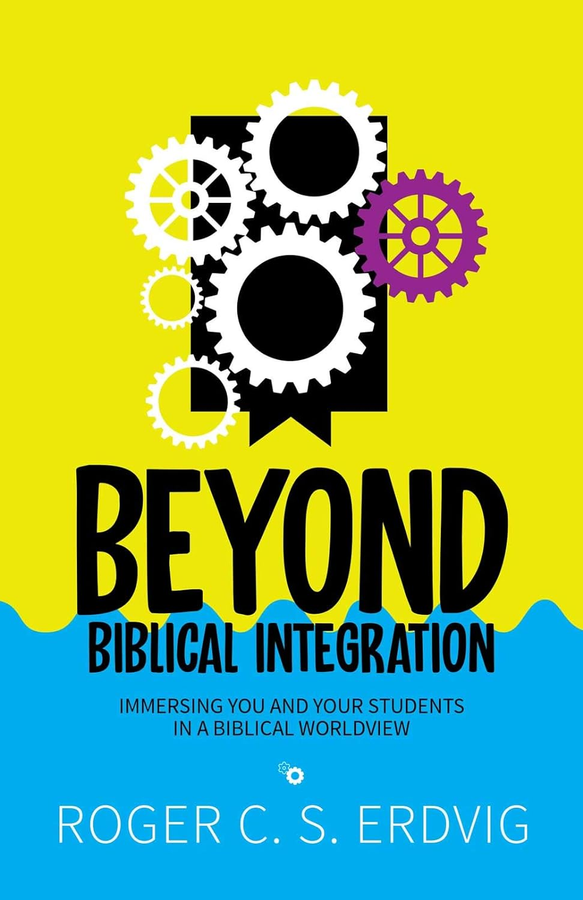 BEYOND
BIBLICAL INTEGRATION
IMMERSING YOU AND YOUR STUDENTS
IN A BIBLICAL WORLDVIEW
ROGER C. S. ERDVIG